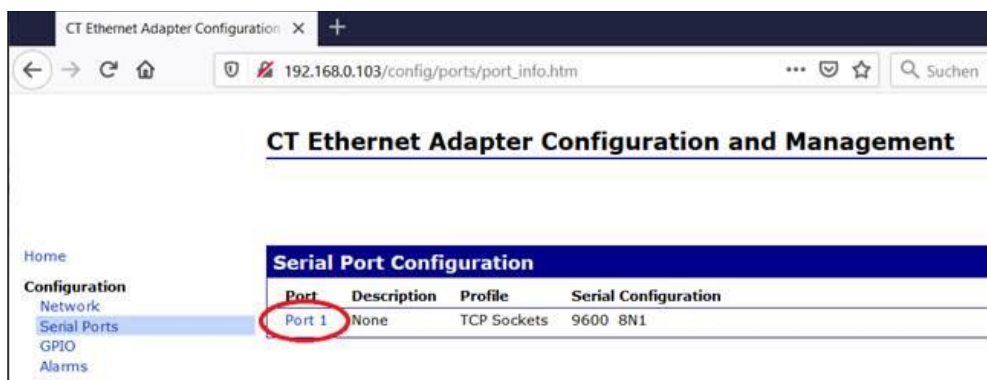 CT Ethernet Adapter Configuration
192.168.0.103/config/ports/port_info.htm
Suchen
CT Ethernet Adapter Configuration and Management
Home
Configuration
Network
Serial Ports
GPIO
Alarms
Serial Port Configuration
Port Description Profile Serial Configuration
Port 1 None TCP Sockets 9600 8N1